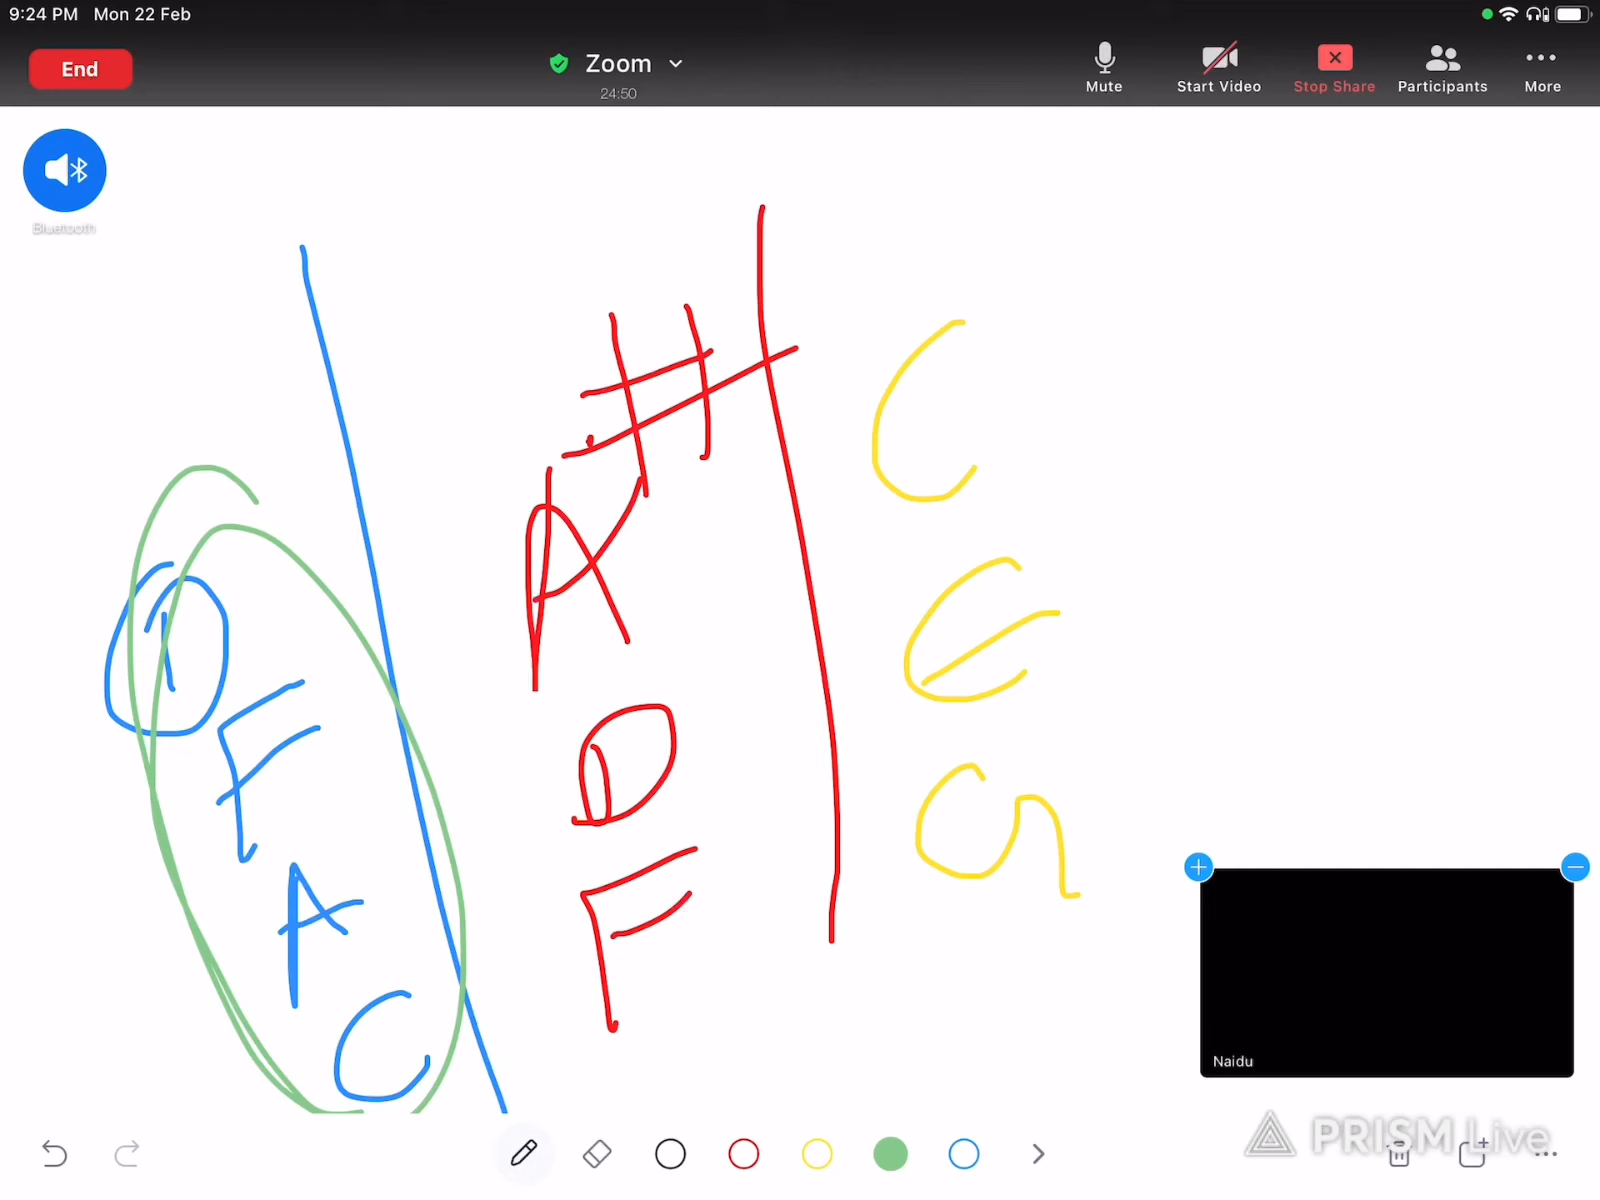 9:24 PM Mon 22 Feb
End
Zoom
24:50
Mute
Start Video
Stop Share
Participants
More
Bluetooth
D
F
A
C
A#
D
F
C
E
G
Naidu
PRISM Live